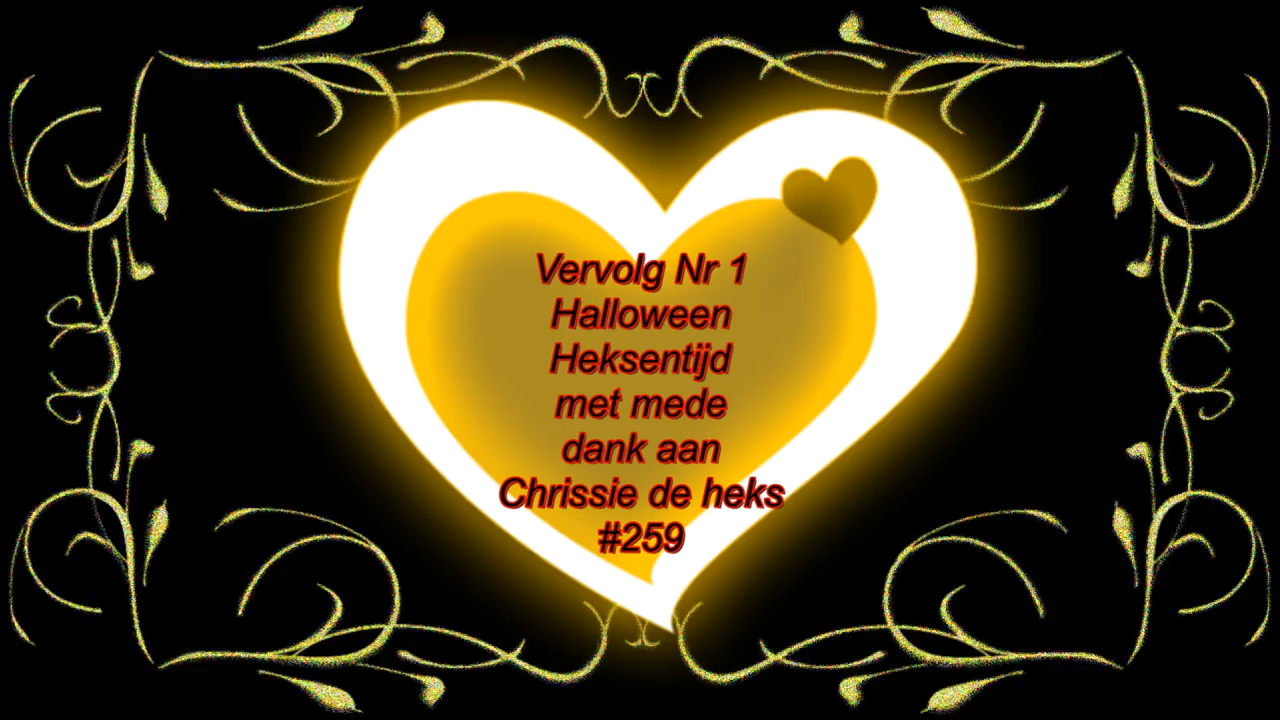 Vervolg Nr 1
Halloween
Heksentijd
met mede
dank aan
Chrissie de heks
#259